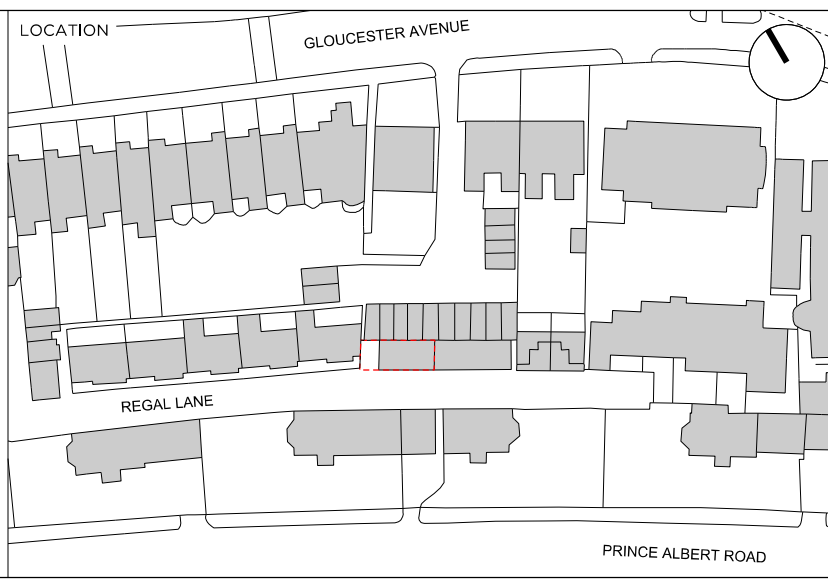 LOCATION
GLOUCESTER AVENUE
REGAL LANE
PRINCE ALBERT ROAD